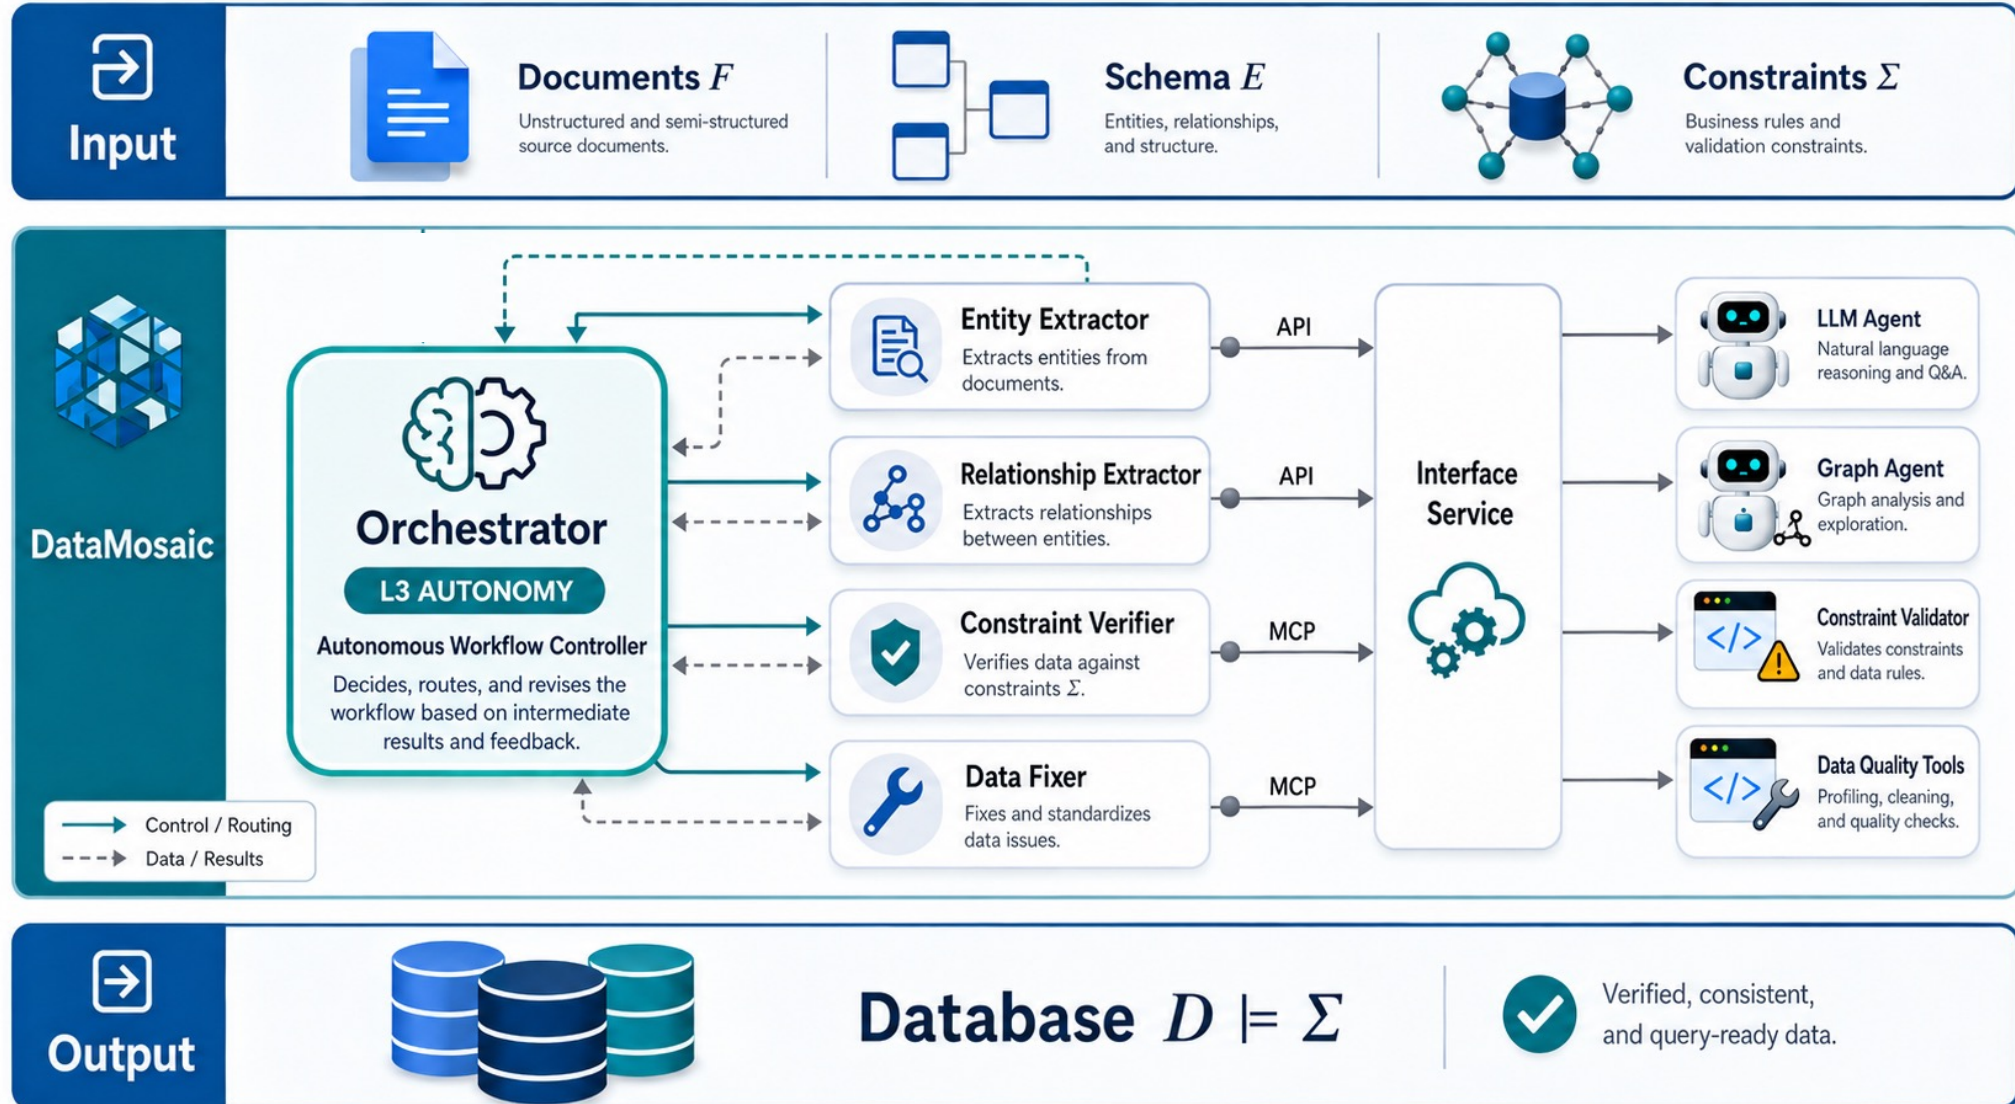 Input
Documents F
Unstructured and semi-structured
source documents.
Schema E
Entities, relationships,
and structure.
Constraints Σ
Business rules and
validation constraints.
DataMosaic
Orchestrator
L3 AUTONOMY
Autonomous Workflow Controller
Decides, routes, and revises the
workflow based on intermediate
results and feedback.
Control / Routing
Data / Results
Entity Extractor
Extracts entities from
documents.
API
Relationship Extractor
Extracts relationships
between entities.
API
Constraint Verifier
Verifies data against
constraints Σ.
MCP
Data Fixer
Fixes and standardizes
data issues.
MCP
Interface
Service
LLM Agent
Natural language
reasoning and Q&A.
Graph Agent
Graph analysis and
exploration.
</>
Constraint Validator
Validates constraints
and data rules.
</>
Data Quality Tools
Profiling, cleaning,
and quality checks.
Output
Database D ⊨ Σ
Verified, consistent,
and query-ready data.